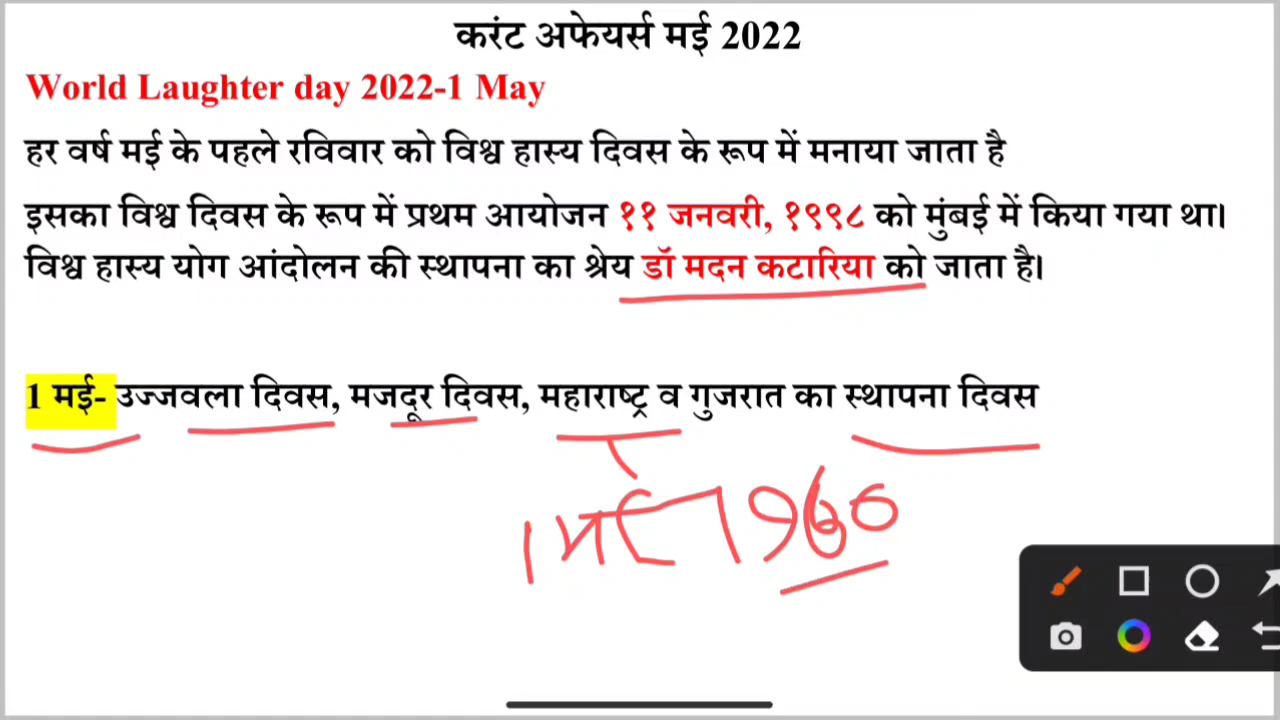 करंट अफेयर्स मई 2022
World Laughter day 2022-1 May
हर वर्ष मई के पहले रविवार को विश्व हास्य दिवस के रूप में मनाया जाता है
इसका विश्व दिवस के रूप में प्रथम आयोजन ११ जनवरी, १९९८ को मुंबई में किया गया था।
विश्व हास्य योग आंदोलन की स्थापना का श्रेय डॉ मदन कटारिया को जाता है।
1 मई- उज्जवला दिवस, मजदूर दिवस, महाराष्ट्र व गुजरात का स्थापना दिवस
1 मई 1960